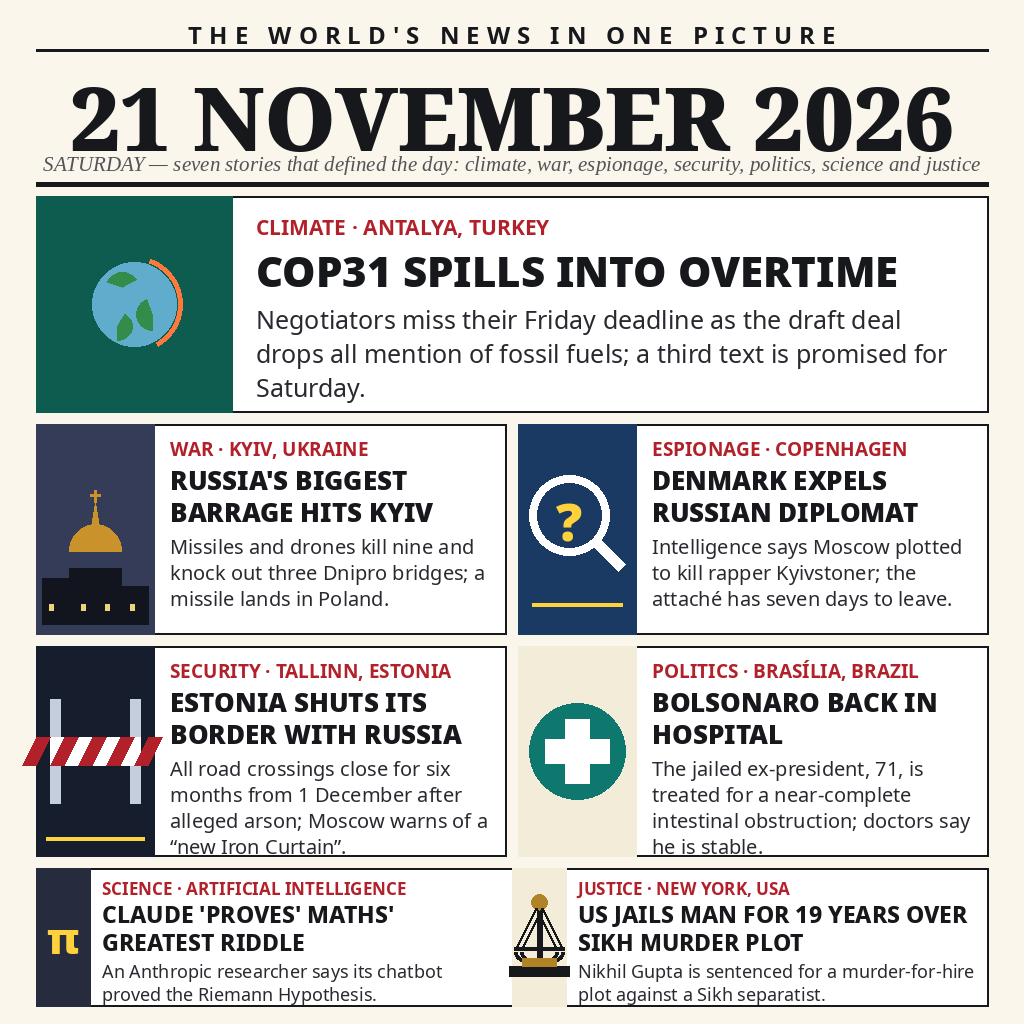 THE WORLD'S NEWS IN ONE PICTURE
21 NOVEMBER 2026
SATURDAY — seven stories that defined the day: climate, war, espionage, security, politics, science and justice
CLIMATE · ANTALYA, TURKEY
COP31 SPILLS INTO OVERTIME
Negotiators miss their Friday deadline as the draft deal
drops all mention of fossil fuels; a third text is promised for
Saturday.
WAR · KYIV, UKRAINE
RUSSIA'S BIGGEST
BARRAGE HITS KYIV
Missiles and drones kill nine and
knock out three Dnipro bridges; a
missile lands in Poland.
?
ESPIONAGE · COPENHAGEN
DENMARK EXPELS
RUSSIAN DIPLOMAT
Intelligence says Moscow plotted
to kill rapper Kyivstoner; the
attaché has seven days to leave.
SECURITY · TALLINN, ESTONIA
ESTONIA SHUTS ITS
BORDER WITH RUSSIA
All road crossings close for six
months from 1 December after
alleged arson; Moscow warns of a
“new Iron Curtain”.
POLITICS · BRASÍLIA, BRAZIL
BOLSONARO BACK IN
HOSPITAL
The jailed ex-president, 71, is
treated for a near-complete
intestinal obstruction; doctors say
he is stable.
π
SCIENCE · ARTIFICIAL INTELLIGENCE
CLAUDE 'PROVES' MATHS'
GREATEST RIDDLE
An Anthropic researcher says its chatbot
proved the Riemann Hypothesis.
JUSTICE · NEW YORK, USA
US JAILS MAN FOR 19 YEARS OVER
SIKH MURDER PLOT
Nikhil Gupta is sentenced for a murder-for-hire
plot against a Sikh separatist.